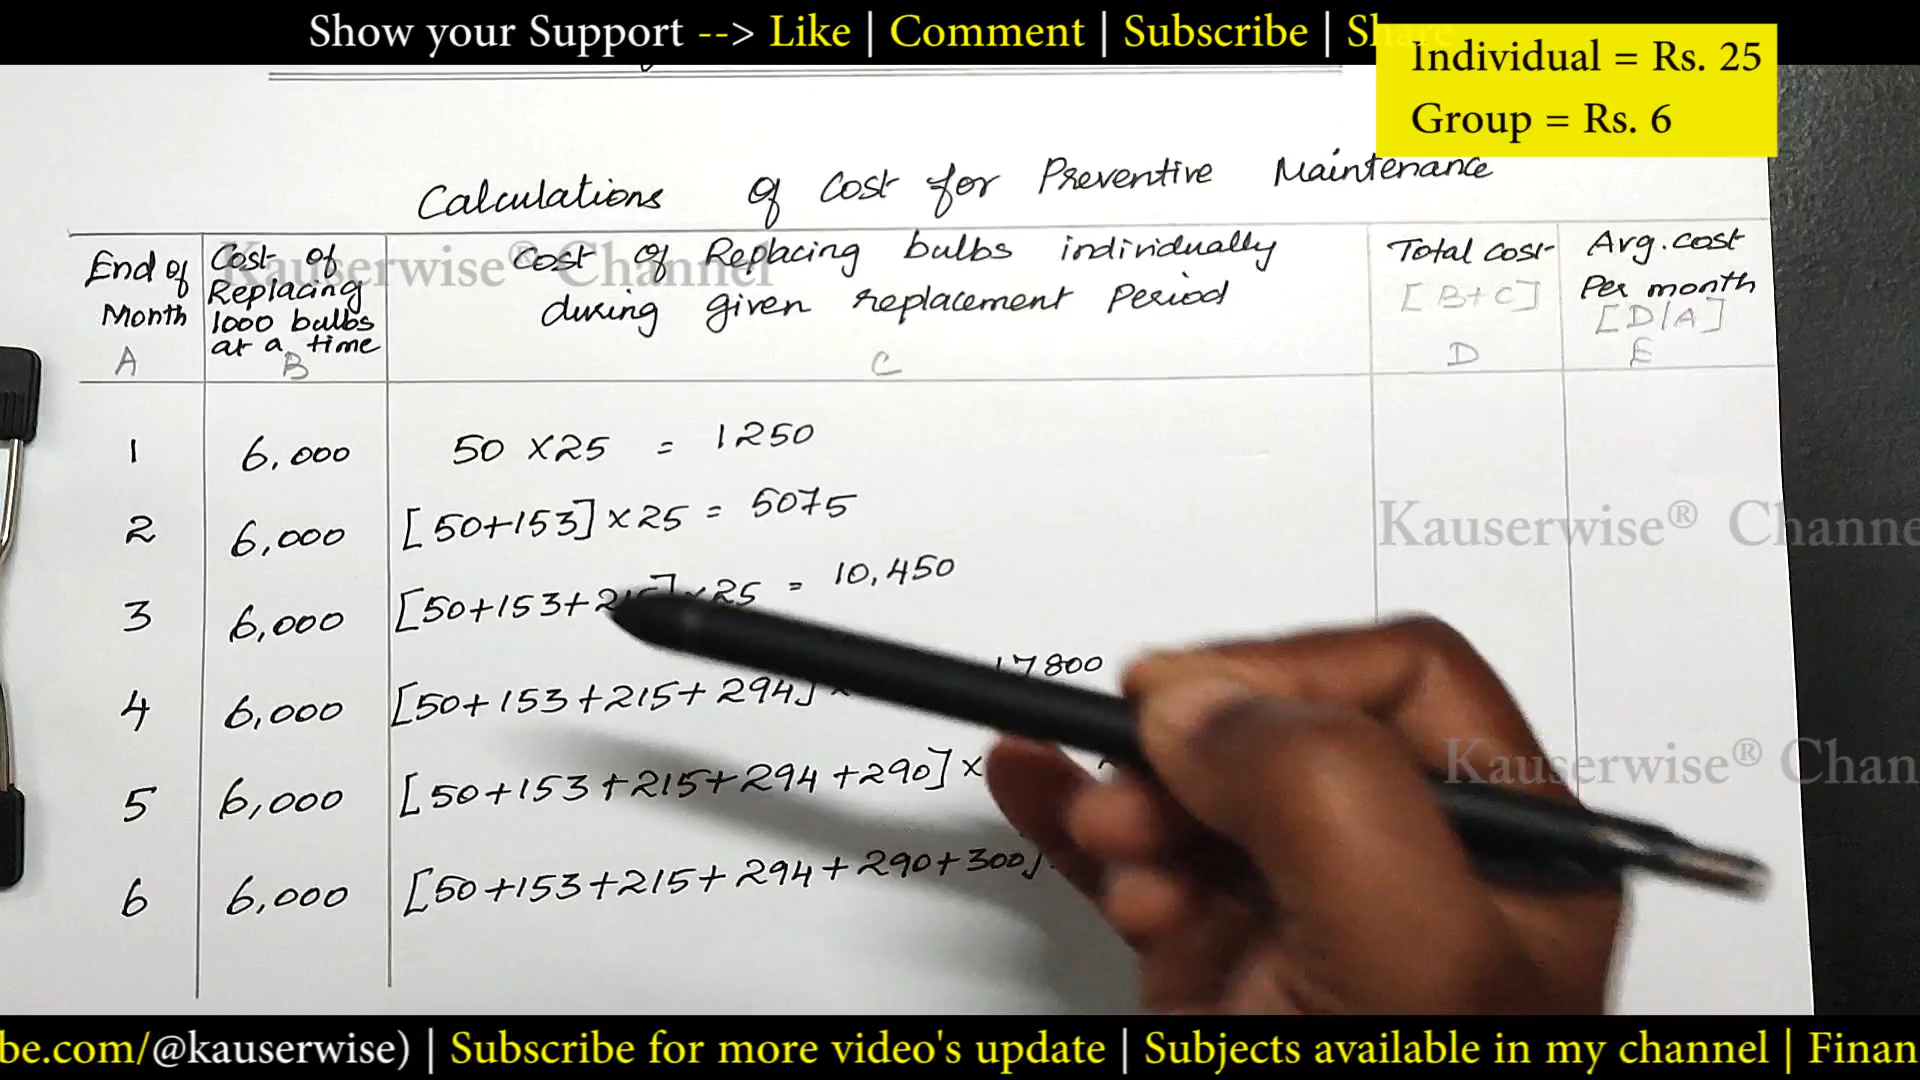 Show your Support --> Like | Comment | Subscribe | Share
Individual = Rs. 25
Group = Rs. 6
Calculations of Cost for Preventive Maintenance
End of Month
A
Cost of Replacing 1000 bulbs at a time
B
Cost of Replacing bulbs individually
during given replacement Period
C
Total cost
[B+C]
D
Avg. cost
Per month
[D/A]
E
Kauserwise® Channel
1 6,000 50 ×25 = 1250
2 6,000 [50+153]×25 = 5075
Kauserwise® Channe
3 6,000 [50+153+215]×25 = 10,450
4 6,000 [50+153+215+294] 17800
Kauserwise® Chan
5 6,000 [50+153+215+294+290]×
6 6,000 [50+153+215+294+290+300]
be.com/@kauserwise) | Subscribe for more video's update | Subjects available in my channel | Finan